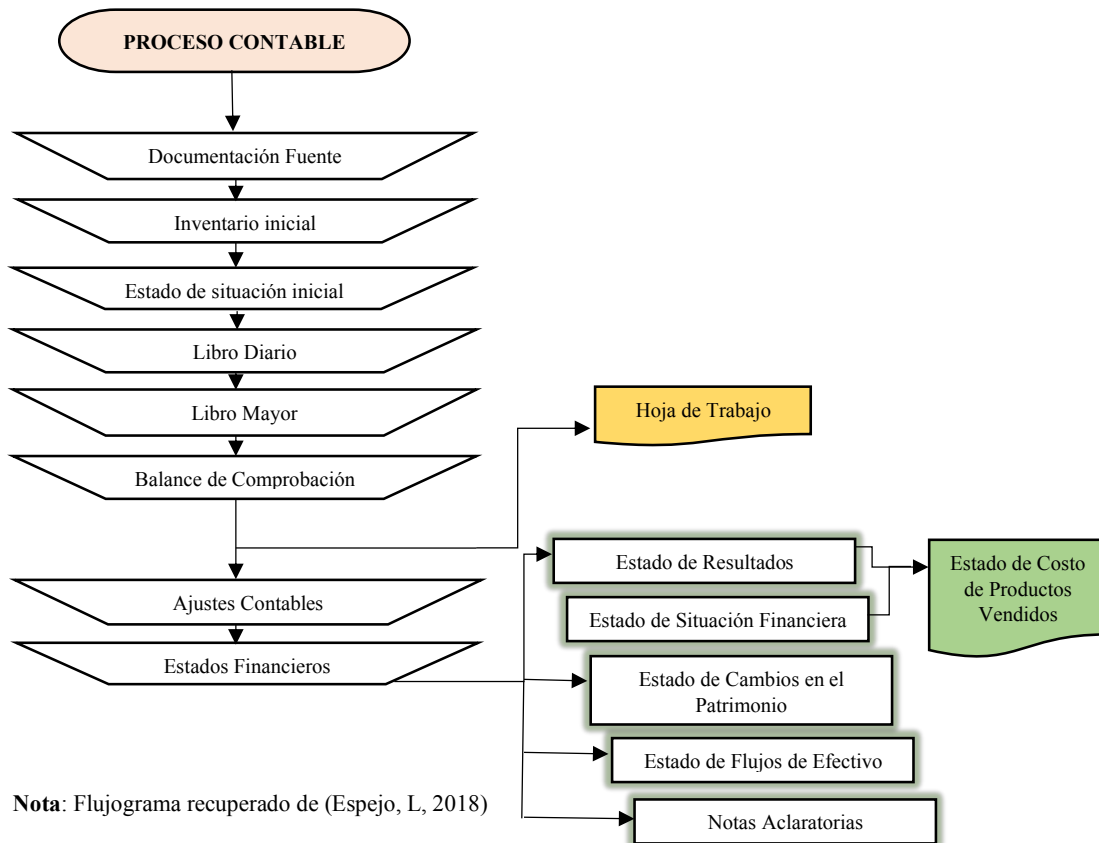 PROCESO CONTABLE
Documentación Fuente
Inventario inicial
Estado de situación inicial
Libro Diario
Libro Mayor
Balance de Comprobación
Ajustes Contables
Estados Financieros
Hoja de Trabajo
Estado de Resultados
Estado de Situación Financiera
Estado de Costo
de Productos
Vendidos
Estado de Cambios en el
Patrimonio
Estado de Flujos de Efectivo
Notas Aclaratorias
Nota: Flujograma recuperado de (Espejo, L, 2018)